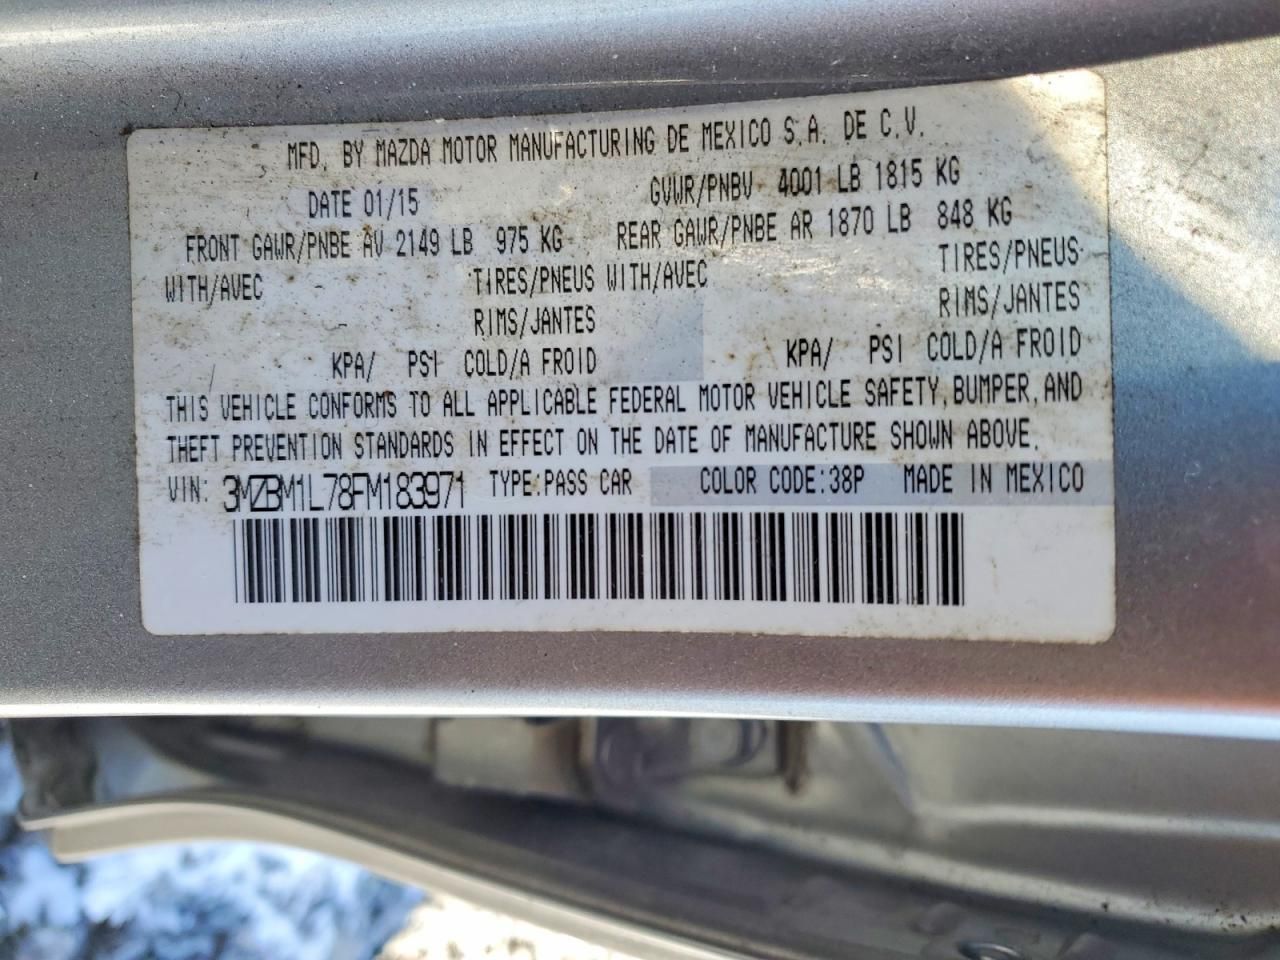 MFD. BY MAZDA MOTOR MANUFACTURING DE MEXICO S.A. DE C.V.
DATE 01/15 GVWR/PNBV 4001 LB 1815 KG
FRONT GAWR/PNBE AV 2149 LB 975 KG REAR GAWR/PNBE AR 1870 LB 848 KG
WITH/AVEC TIRES/PNEUS WITH/AVEC TIRES/PNEUS
RIMS/JANTES RIMS/JANTES
KPA/ PSI COLD/A FROID KPA/ PSI COLD/A FROID
THIS VEHICLE CONFORMS TO ALL APPLICABLE FEDERAL MOTOR VEHICLE SAFETY, BUMPER, AND
THEFT PREVENTION STANDARDS IN EFFECT ON THE DATE OF MANUFACTURE SHOWN ABOVE.
VIN: 3MZBM1L78FM183971 TYPE:PASS CAR COLOR CODE:38P MADE IN MEXICO